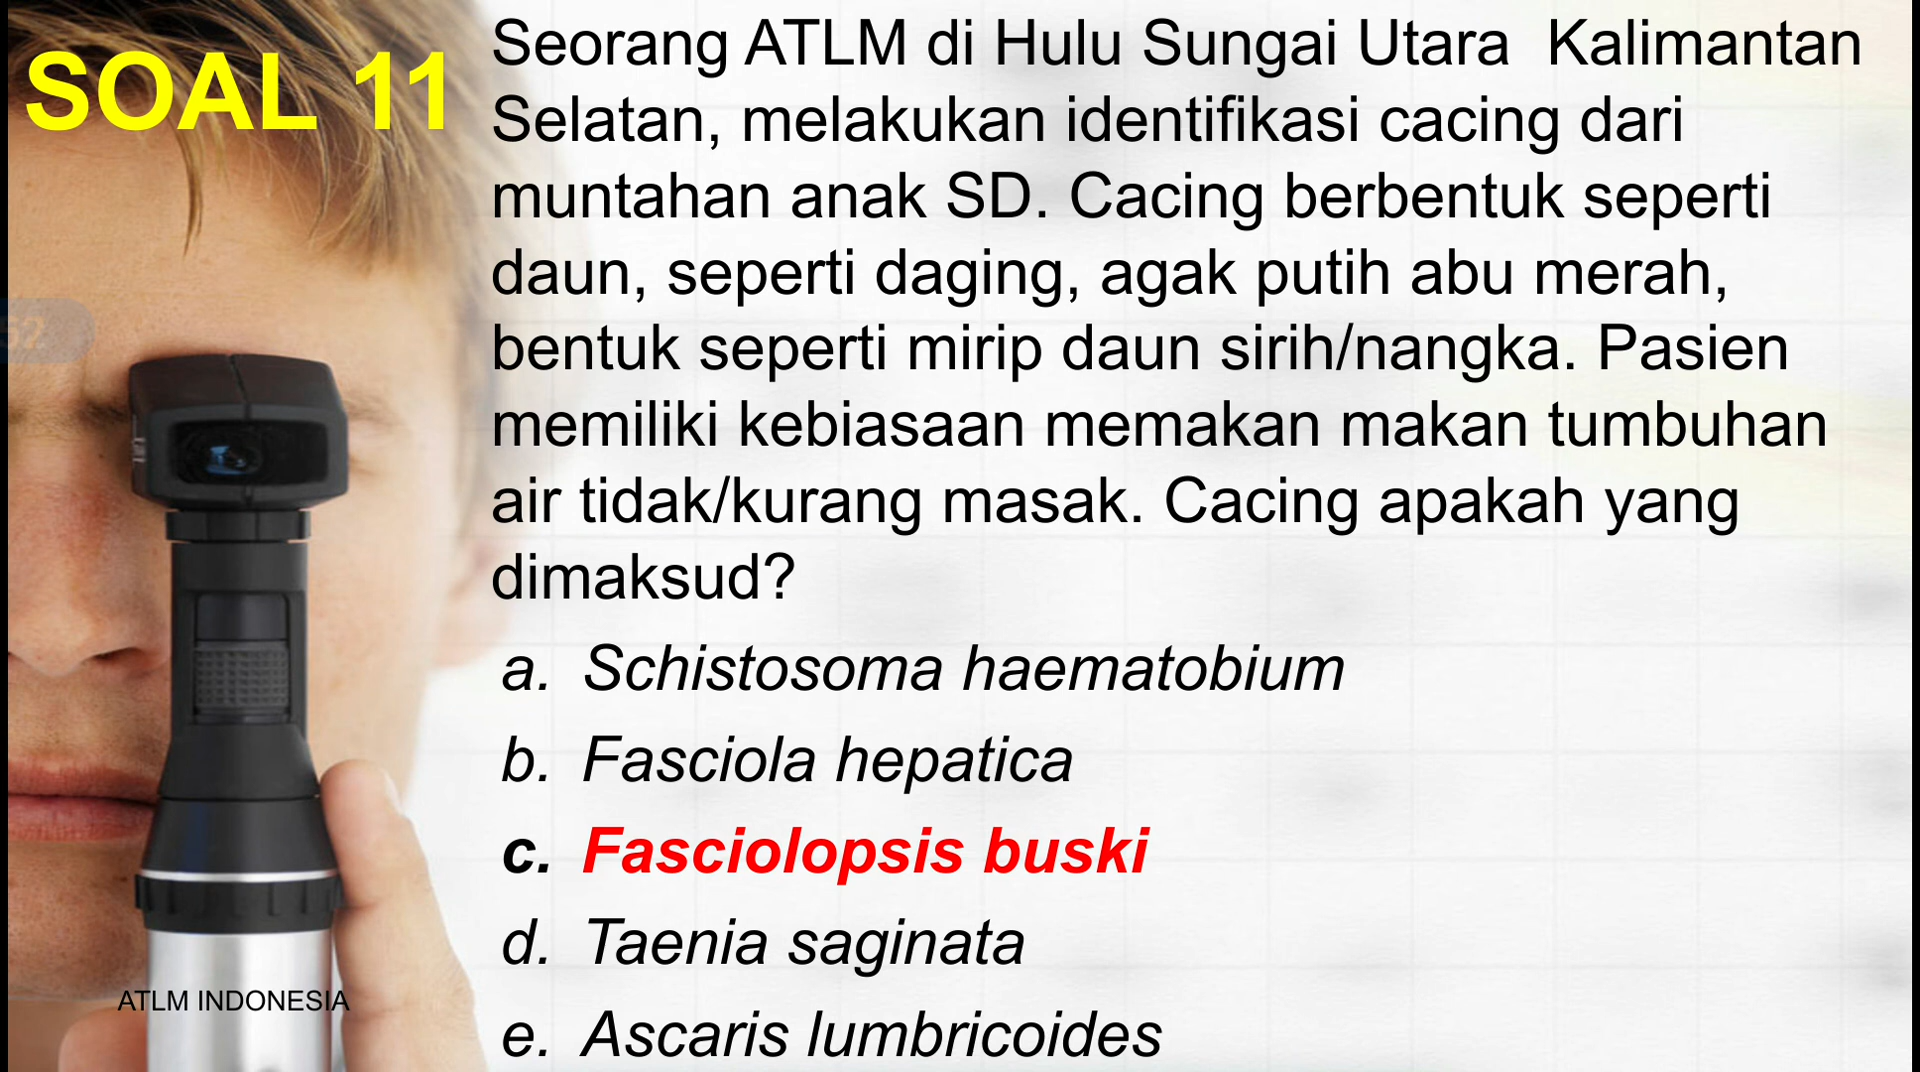 SOAL 11
Seorang ATLM di Hulu Sungai Utara Kalimantan
Selatan, melakukan identifikasi cacing dari
muntahan anak SD. Cacing berbentuk seperti
daun, seperti daging, agak putih abu merah,
bentuk seperti mirip daun sirih/nangka. Pasien
memiliki kebiasaan memakan makan tumbuhan
air tidak/kurang masak. Cacing apakah yang
dimaksud?
a. Schistosoma haematobium
b. Fasciola hepatica
c. Fasciolopsis buski
d. Taenia saginata
e. Ascaris lumbricoides
52
ATLM INDONESIA